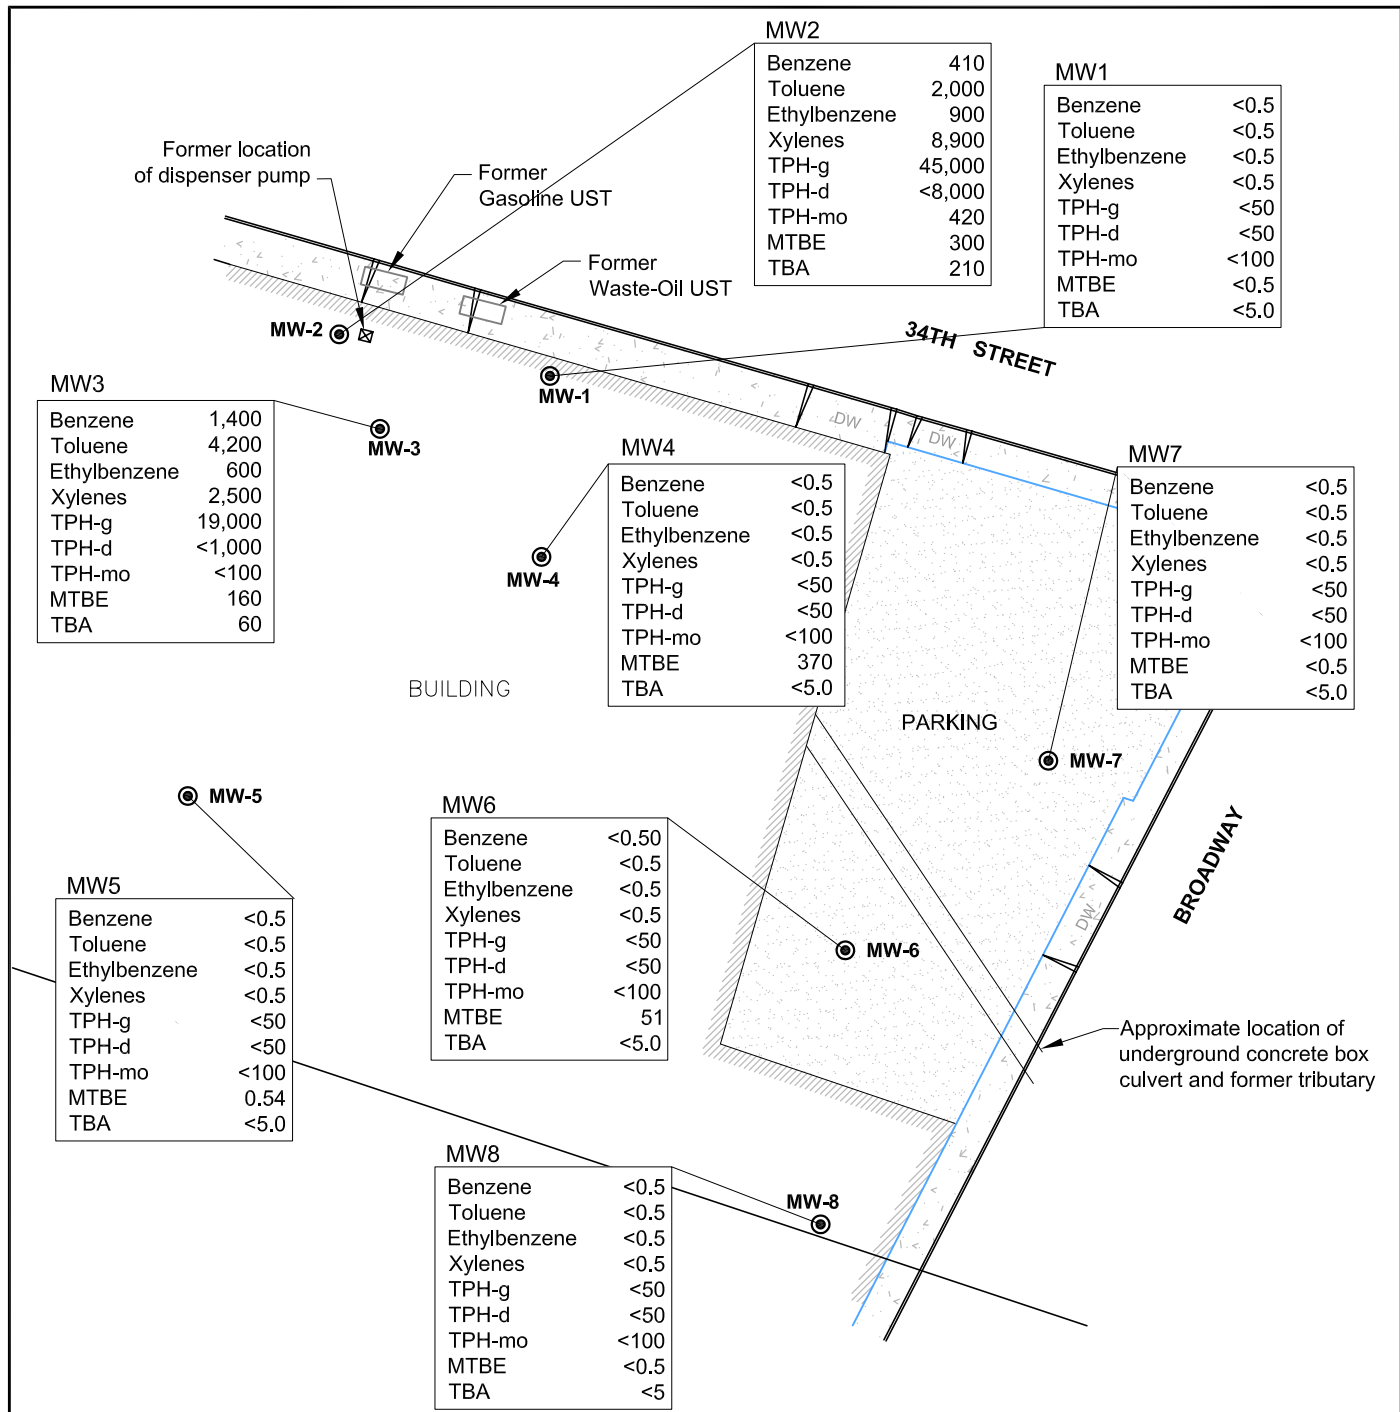 MW2
Benzene 410
Toluene 2,000
Ethylbenzene 900
Xylenes 8,900
TPH-g 45,000
TPH-d <8,000
TPH-mo 420
MTBE 300
TBA 210
MW1
Benzene <0.5
Toluene <0.5
Ethylbenzene <0.5
Xylenes <0.5
TPH-g <50
TPH-d <50
TPH-mo <100
MTBE <0.5
TBA <5.0
Former location
of dispenser pump
Former
Gasoline UST
Former
Waste-Oil UST
34TH STREET
MW-2
MW-1
MW3
Benzene 1,400
Toluene 4,200
Ethylbenzene 600
Xylenes 2,500
TPH-g 19,000
TPH-d <1,000
TPH-mo <100
MTBE 160
TBA 60
MW-3
DW
DW
MW4
Benzene <0.5
Toluene <0.5
Ethylbenzene <0.5
Xylenes <0.5
TPH-g <50
TPH-d <50
TPH-mo <100
MTBE 370
TBA <5.0
MW-4
MW7
Benzene <0.5
Toluene <0.5
Ethylbenzene <0.5
Xylenes <0.5
TPH-g <50
TPH-d <50
TPH-mo <100
MTBE <0.5
TBA <5.0
BUILDING
PARKING
MW-7
MW-5
MW6
Benzene <0.50
Toluene <0.5
Ethylbenzene <0.5
Xylenes <0.5
TPH-g <50
TPH-d <50
TPH-mo <100
MTBE 51
TBA <5.0
BROADWAY
MW5
Benzene <0.5
Toluene <0.5
Ethylbenzene <0.5
Xylenes <0.5
TPH-g <50
TPH-d <50
TPH-mo <100
MTBE 0.54
TBA <5.0
DW
MW-6
Approximate location of
underground concrete box
culvert and former tributary
MW8
Benzene <0.5
Toluene <0.5
Ethylbenzene <0.5
Xylenes <0.5
TPH-g <50
TPH-d <50
TPH-mo <100
MTBE <0.5
TBA <5
MW-8